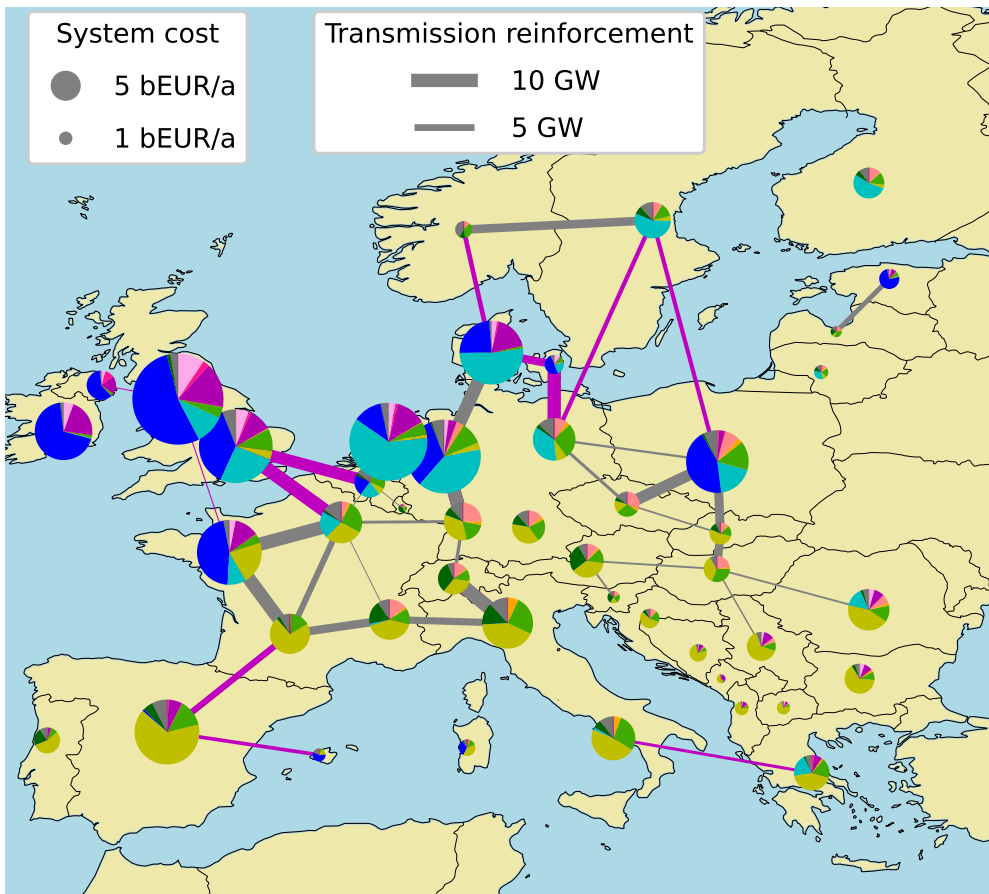 System cost
5 bEUR/a
1 bEUR/a
Transmission reinforcement
10 GW
5 GW